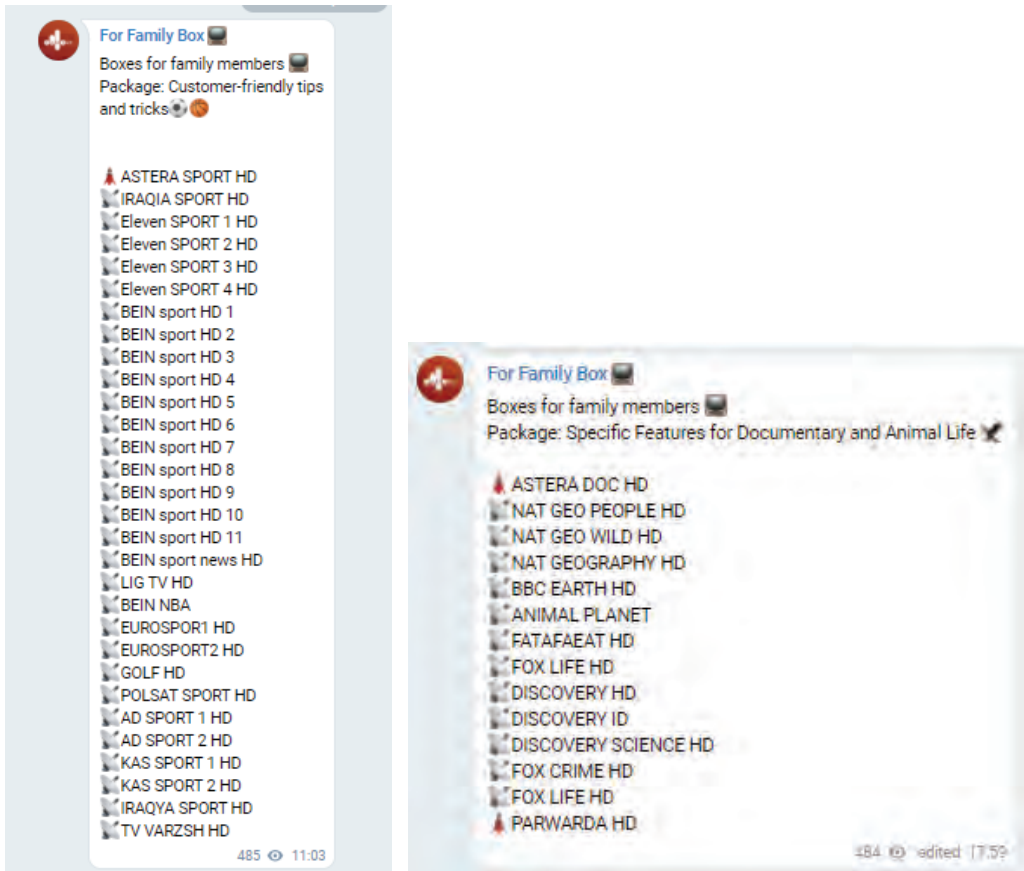 For Family Box
Boxes for family members
Package: Customer-friendly tips
and tricks
ASTERA SPORT HD
IRAQIA SPORT HD
Eleven SPORT 1 HD
Eleven SPORT 2 HD
Eleven SPORT 3 HD
Eleven SPORT 4 HD
BEIN sport HD 1
BEIN sport HD 2
BEIN sport HD 3
BEIN sport HD 4
BEIN sport HD 5
BEIN sport HD 6
BEIN sport HD 7
BEIN sport HD 8
BEIN sport HD 9
BEIN sport HD 10
BEIN sport HD 11
BEIN sport news HD
LIG TV HD
BEIN NBA
EUROSPOR1 HD
EUROSPORT2 HD
GOLF HD
POLSAT SPORT HD
AD SPORT 1 HD
AD SPORT 2 HD
KAS SPORT 1 HD
KAS SPORT 2 HD
IRAQYA SPORT HD
TV VARZSH HD
485 11:03
For Family Box
Boxes for family members
Package: Specific Features for Documentary and Animal Life
ASTERA DOC HD
NAT GEO PEOPLE HD
NAT GEO WILD HD
NAT GEOGRAPHY HD
BBC EARTH HD
ANIMAL PLANET
FATAFAEAT HD
FOX LIFE HD
DISCOVERY HD
DISCOVERY ID
DISCOVERY SCIENCE HD
FOX CRIME HD
FOX LIFE HD
PARWARDA HD
484 edited